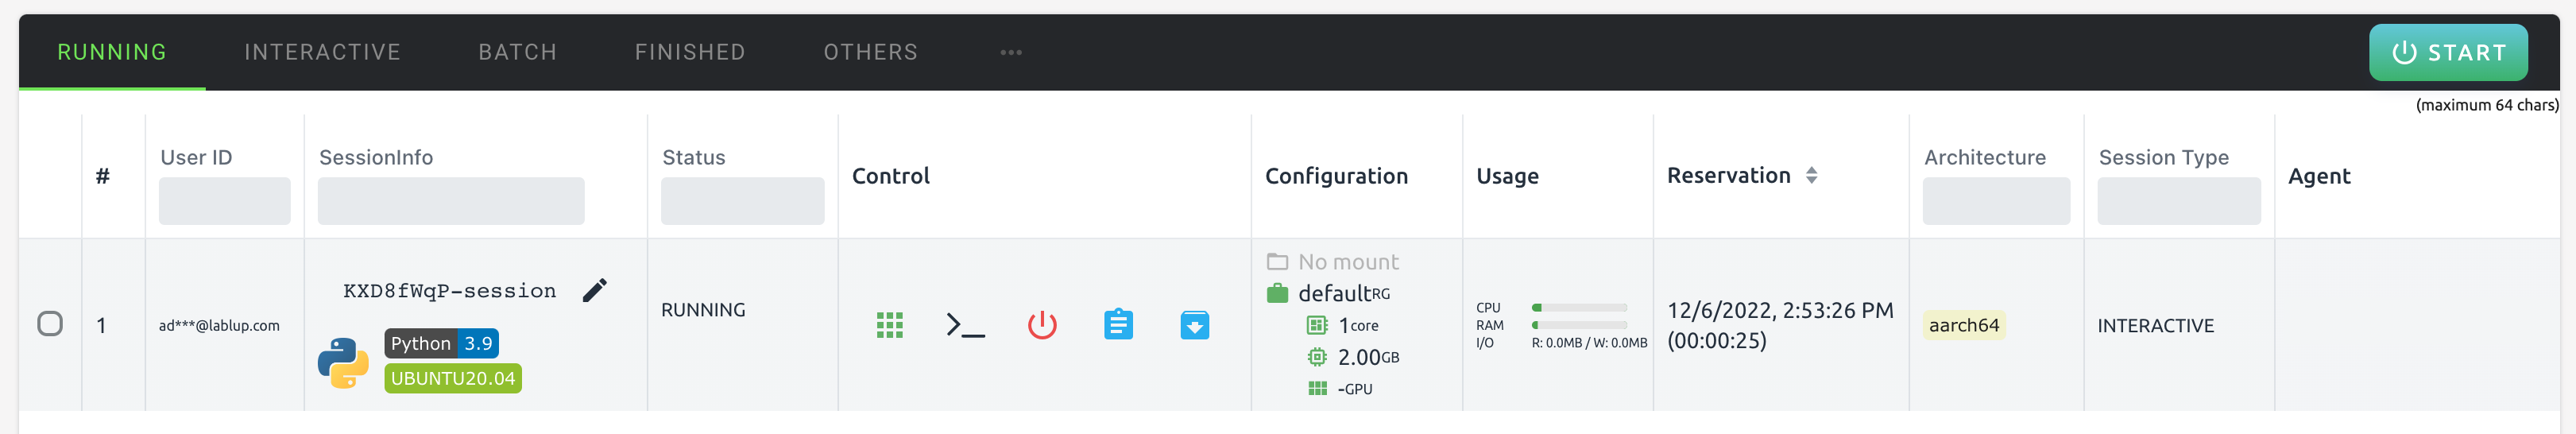 RUNNING INTERACTIVE BATCH FINISHED OTHERS ••• START
(maximum 64 chars)
# User ID SessionInfo Status Control Configuration Usage Reservation Architecture Session Type Agent
1
ad***@lablup.com
KXD8fWqP-session
Python 3.9
UBUNTU20.04
RUNNING
No mount
defaultRG
1core
2.00GB
-GPU
CPU
RAM
I/O R: 0.0MB / W: 0.0MB
12/6/2022, 2:53:26 PM
(00:00:25)
aarch64
INTERACTIVE